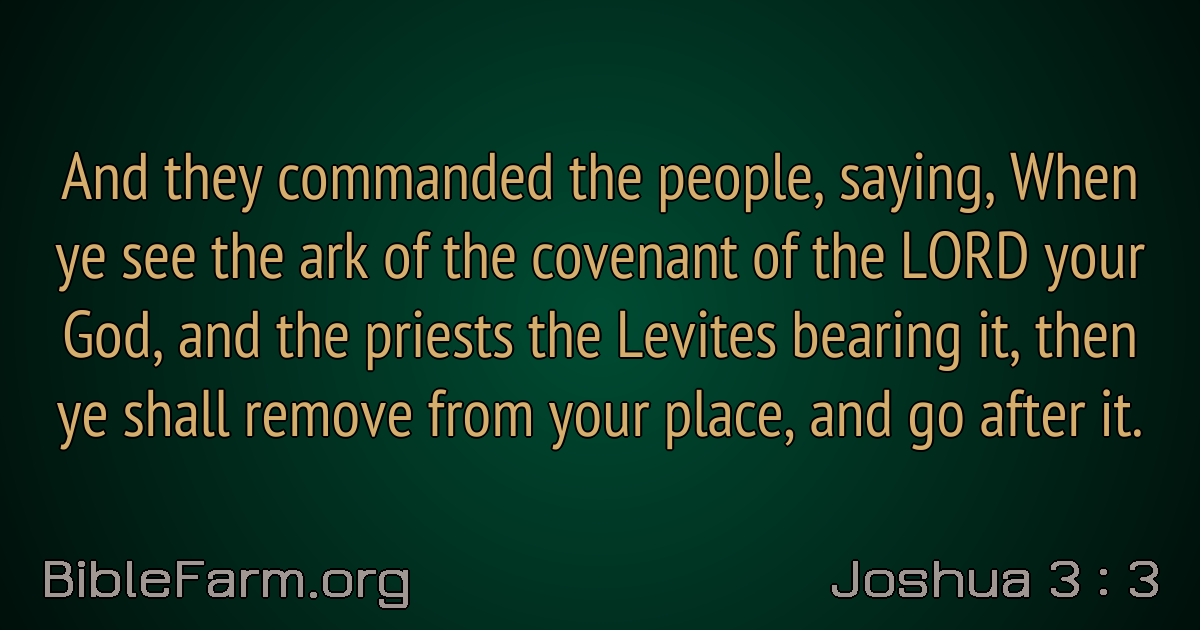 And they commanded the people, saying, When
ye see the ark of the covenant of the LORD your
God, and the priests the Levites bearing it, then
ye shall remove from your place, and go after it.
BibleFarm.org
Joshua 3 : 3